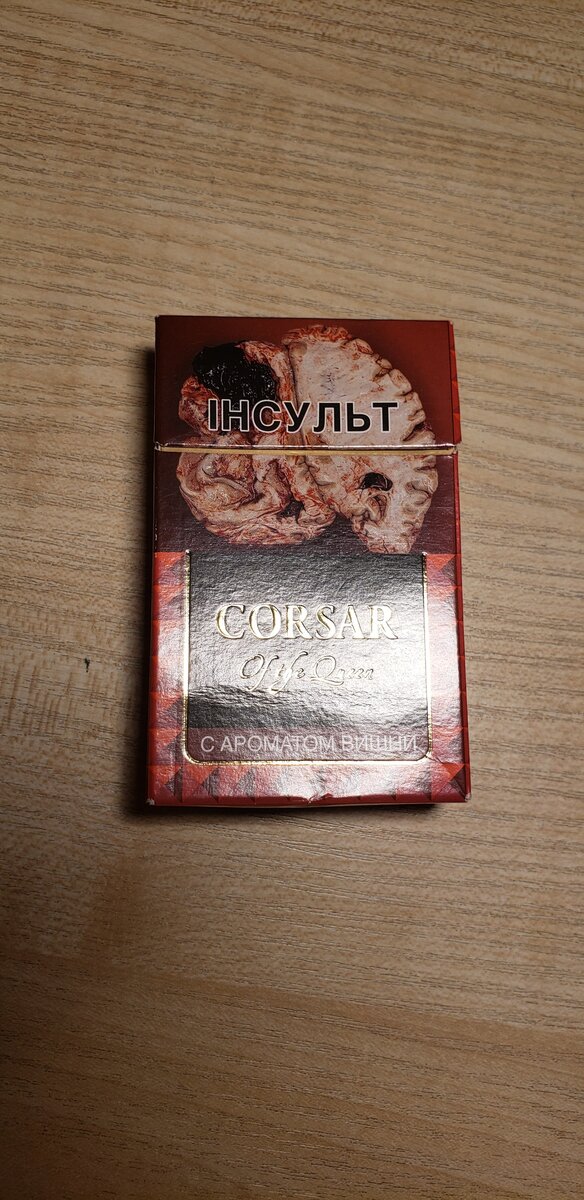 ІНСУЛЬТ
CORSAR
Of the Queen
С АРОМАТОМ ВИШНИ